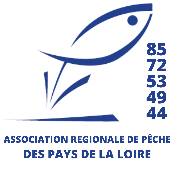 85
72
53
49
44
ASSOCIATION REGIONALE DE PÊCHE
DES PAYS DE LA LOIRE